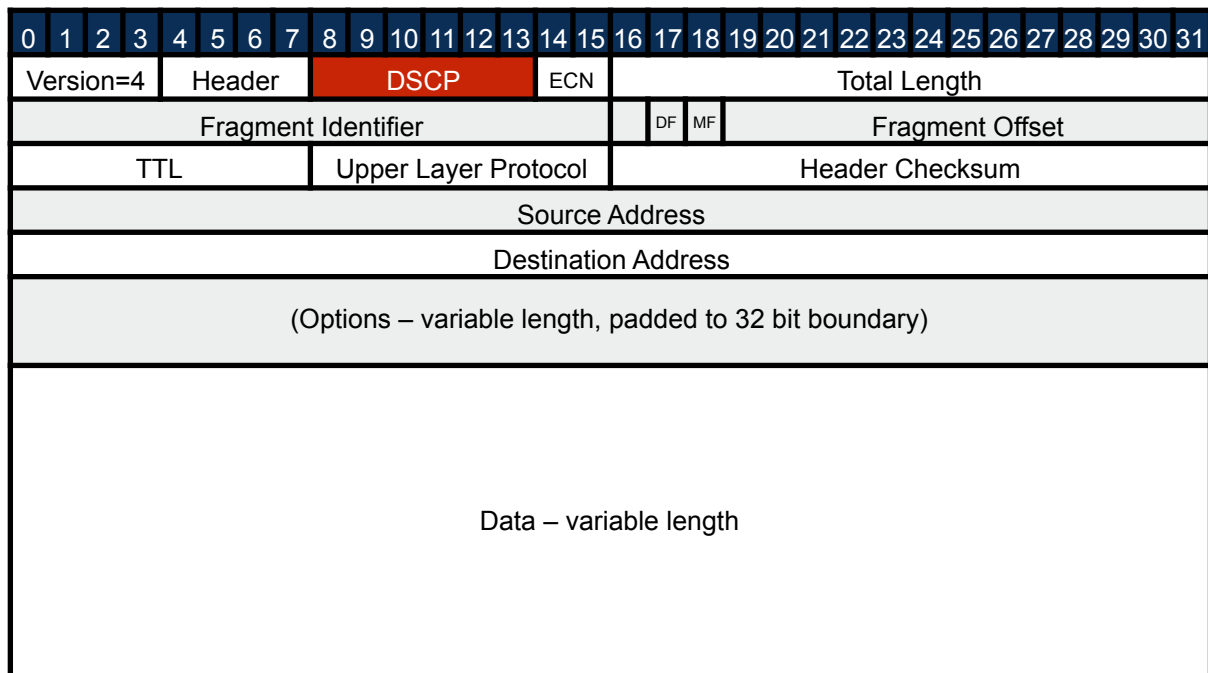 0 1 2 3 4 5 6 7 8 9 10 11 12 13 14 15 16 17 18 19 20 21 22 23 24 25 26 27 28 29 30 31
Version=4 Header DSCP ECN Total Length
Fragment Identifier DF MF Fragment Offset
TTL Upper Layer Protocol Header Checksum
Source Address
Destination Address
(Options – variable length, padded to 32 bit boundary)
Data – variable length